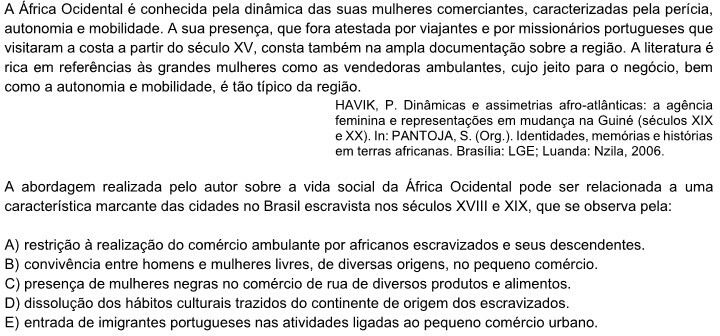 A África Ocidental é conhecida pela dinâmica das suas mulheres comerciantes, caracterizadas pela perícia,
autonomia e mobilidade. A sua presença, que fora atestada por viajantes e por missionários portugueses que
visitaram a costa a partir do século XV, consta também na ampla documentação sobre a região. A literatura é
rica em referências às grandes mulheres como as vendedoras ambulantes, cujo jeito para o negócio, bem
como a autonomia e mobilidade, é tão típico da região.
HAVIK, P. Dinâmicas e assimetrias afro-atlânticas: a agência
feminina e representações em mudança na Guiné (séculos XIX
e XX). In: PANTOJA, S. (Org.). Identidades, memórias e histórias
em terras africanas. Brasília: LGE; Luanda: Nzila, 2006.
A abordagem realizada pelo autor sobre a vida social da África Ocidental pode ser relacionada a uma
característica marcante das cidades no Brasil escravista nos séculos XVIII e XIX, que se observa pela:
A) restrição à realização do comércio ambulante por africanos escravizados e seus descendentes.
B) convivência entre homens e mulheres livres, de diversas origens, no pequeno comércio.
C) presença de mulheres negras no comércio de rua de diversos produtos e alimentos.
D) dissolução dos hábitos culturais trazidos do continente de origem dos escravizados.
E) entrada de imigrantes portugueses nas atividades ligadas ao pequeno comércio urbano.